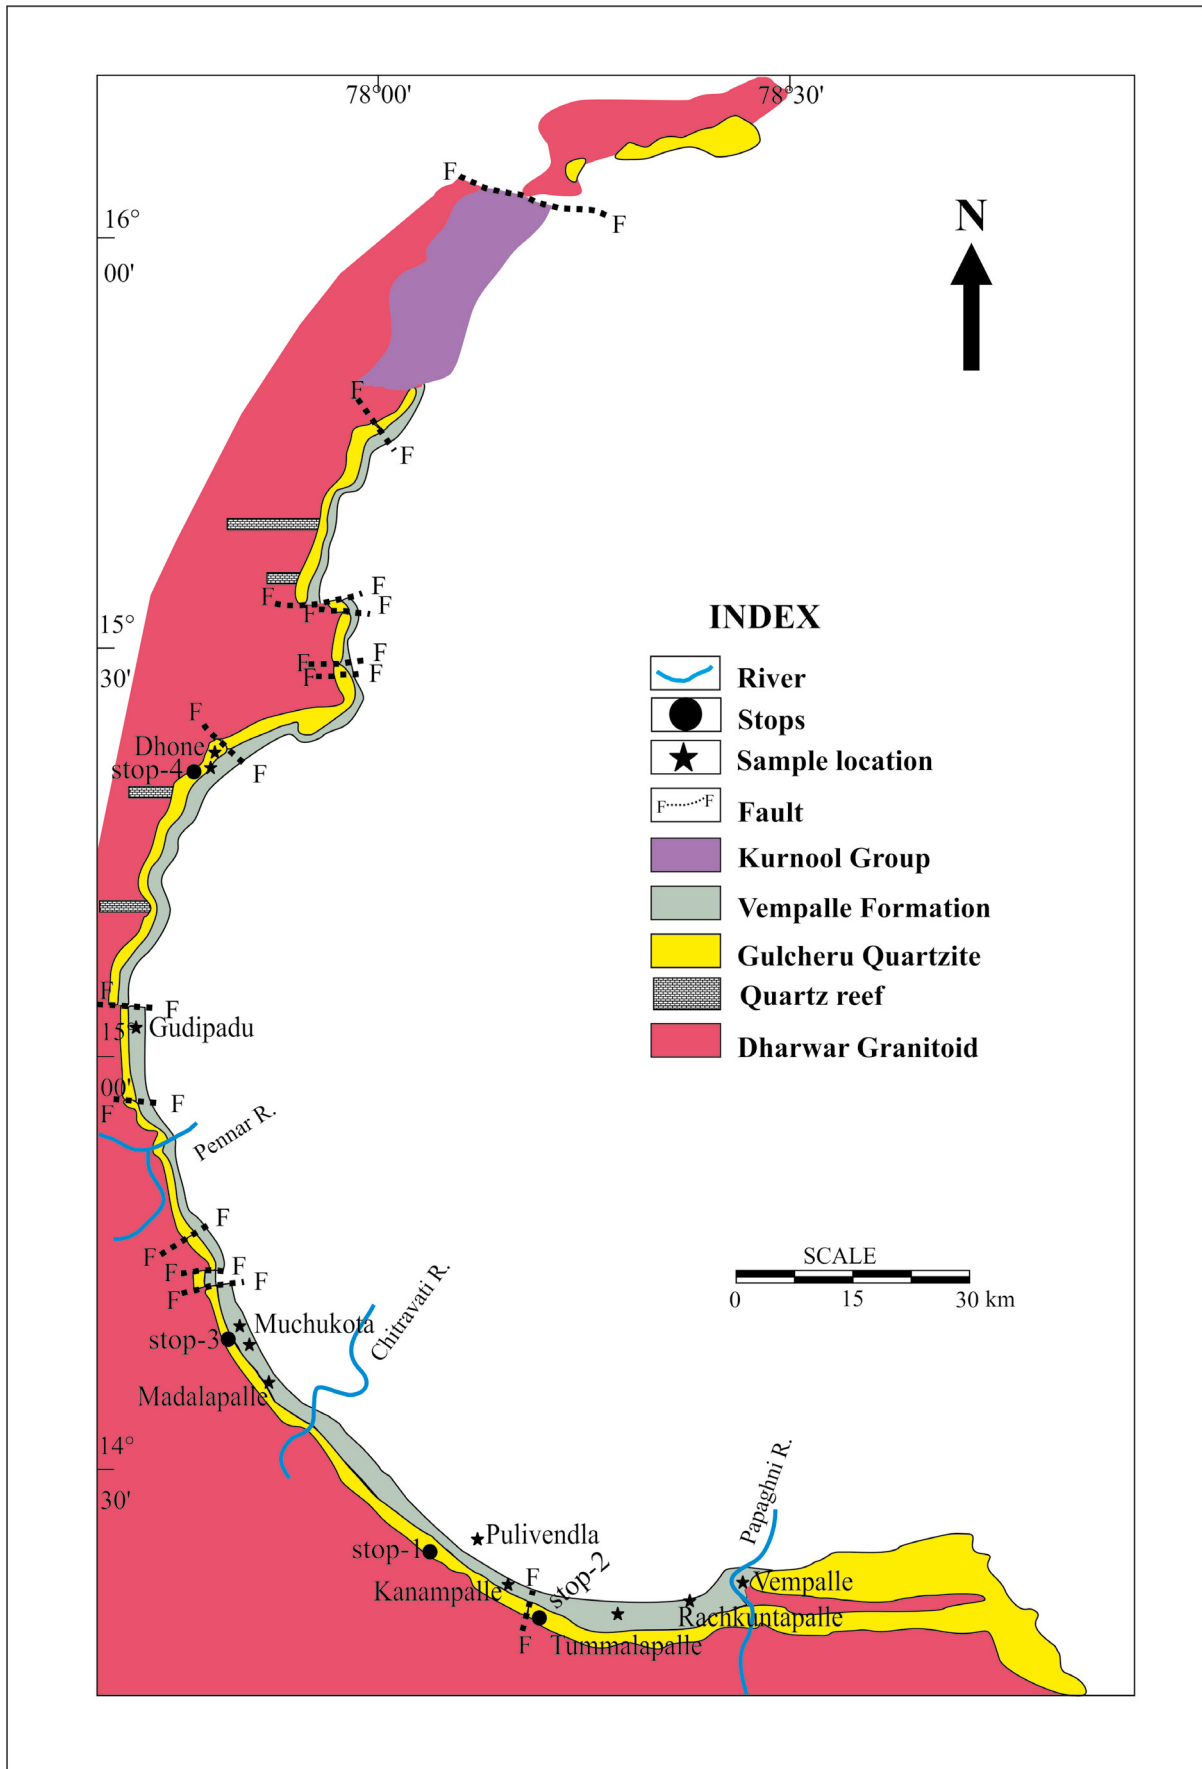 78°00'
78°30'
F
F
16°
00'
N
F
F
F
F
F
F
15°
30'
F
F
F
F
INDEX
River
Stops
Sample location
F F Fault
Kurnool Group
Vempalle Formation
Gulcheru Quartzite
Quartz reef
Dharwar Granitoid
F
Dhone
stop-4
F
F
F
15°
Gudipadu
00'
F
F
Pennar R.
F
F
F
F
F
F
SCALE
0 15 30 km
Chitravati R.
Muchukota
stop-3
Madalapalle
14°
30'
Papaghni R.
Pulivendla
stop-1
Kanampalle
F
stop-2
F
Vempalle
Rachkuntapalle
Tummalapalle